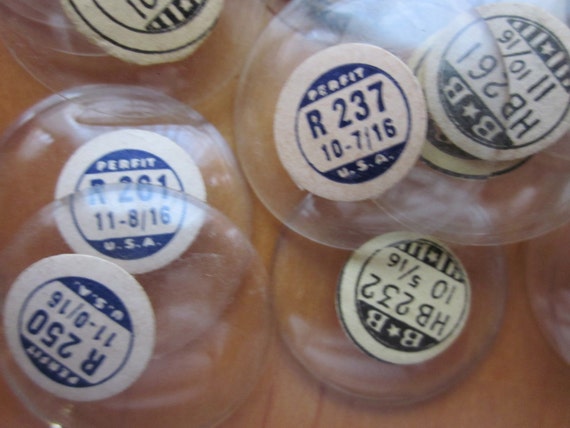 10
PERFIT
R 237
10-7/16
U.S.A.
B★B
HB 261
11 10/16
PERFIT
R 261
11-8/16
U.S.A.
PERFIT
R 250
11-0/16
U.S.A.
B★B
HB 232
10 5/16